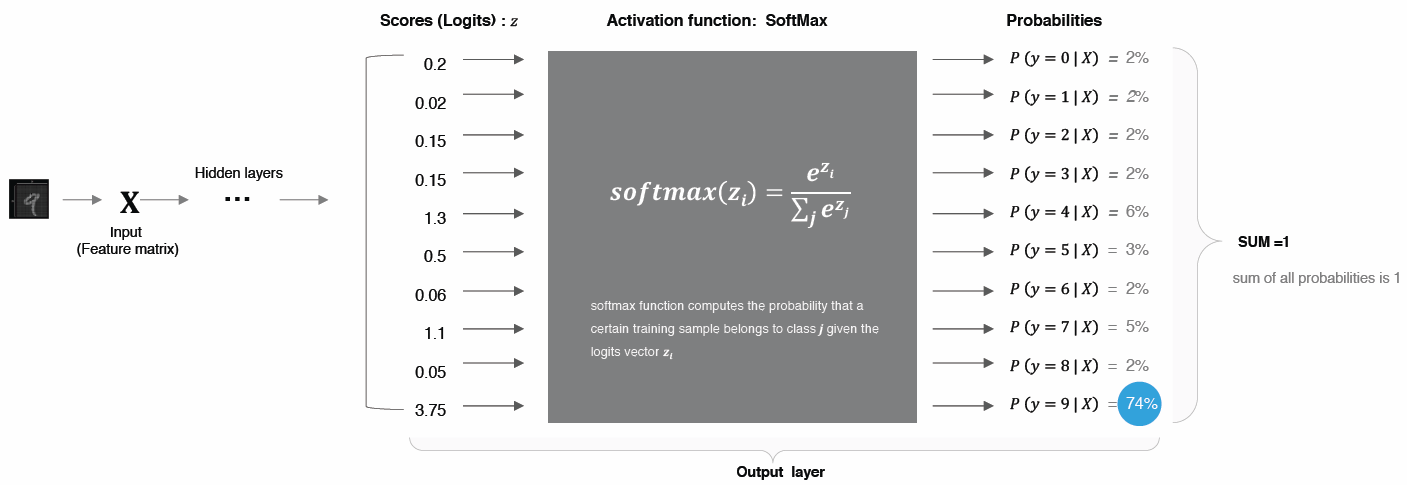 Scores (Logits) : z
Activation function: SoftMax
Probabilities
0.2
0.02
0.15
0.15
1.3
0.5
0.06
1.1
0.05
3.75
9
X
Input
(Feature matrix)
Hidden layers
...
softmax(z_i) = e^{z_i} / ∑_j e^{z_j}
softmax function computes the probability that a
certain training sample belongs to class j given the
logits vector z_i
P (y = 0 | X) = 2%
P (y = 1 | X) = 2%
P (y = 2 | X) = 2%
P (y = 3 | X) = 2%
P (y = 4 | X) = 6%
P (y = 5 | X) = 3%
P (y = 6 | X) = 2%
P (y = 7 | X) = 5%
P (y = 8 | X) = 2%
P (y = 9 | X) = 74%
SUM =1
sum of all probabilities is 1
Output layer